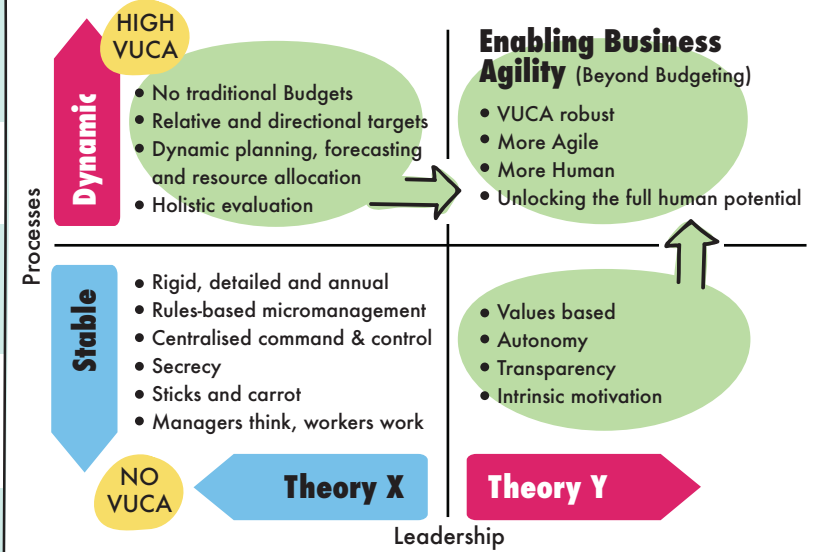 HIGH
VUCA
Dynamic
• No traditional Budgets
• Relative and directional targets
• Dynamic planning, forecasting
and resource allocation
• Holistic evaluation
Enabling Business
Agility (Beyond Budgeting)
• VUCA robust
• More Agile
• More Human
• Unlocking the full human potential
Processes
Stable
• Rigid, detailed and annual
• Rules-based micromanagement
• Centralised command & control
• Secrecy
• Sticks and carrot
• Managers think, workers work
• Values based
• Autonomy
• Transparency
• Intrinsic motivation
NO
VUCA
Theory X
Theory Y
Leadership